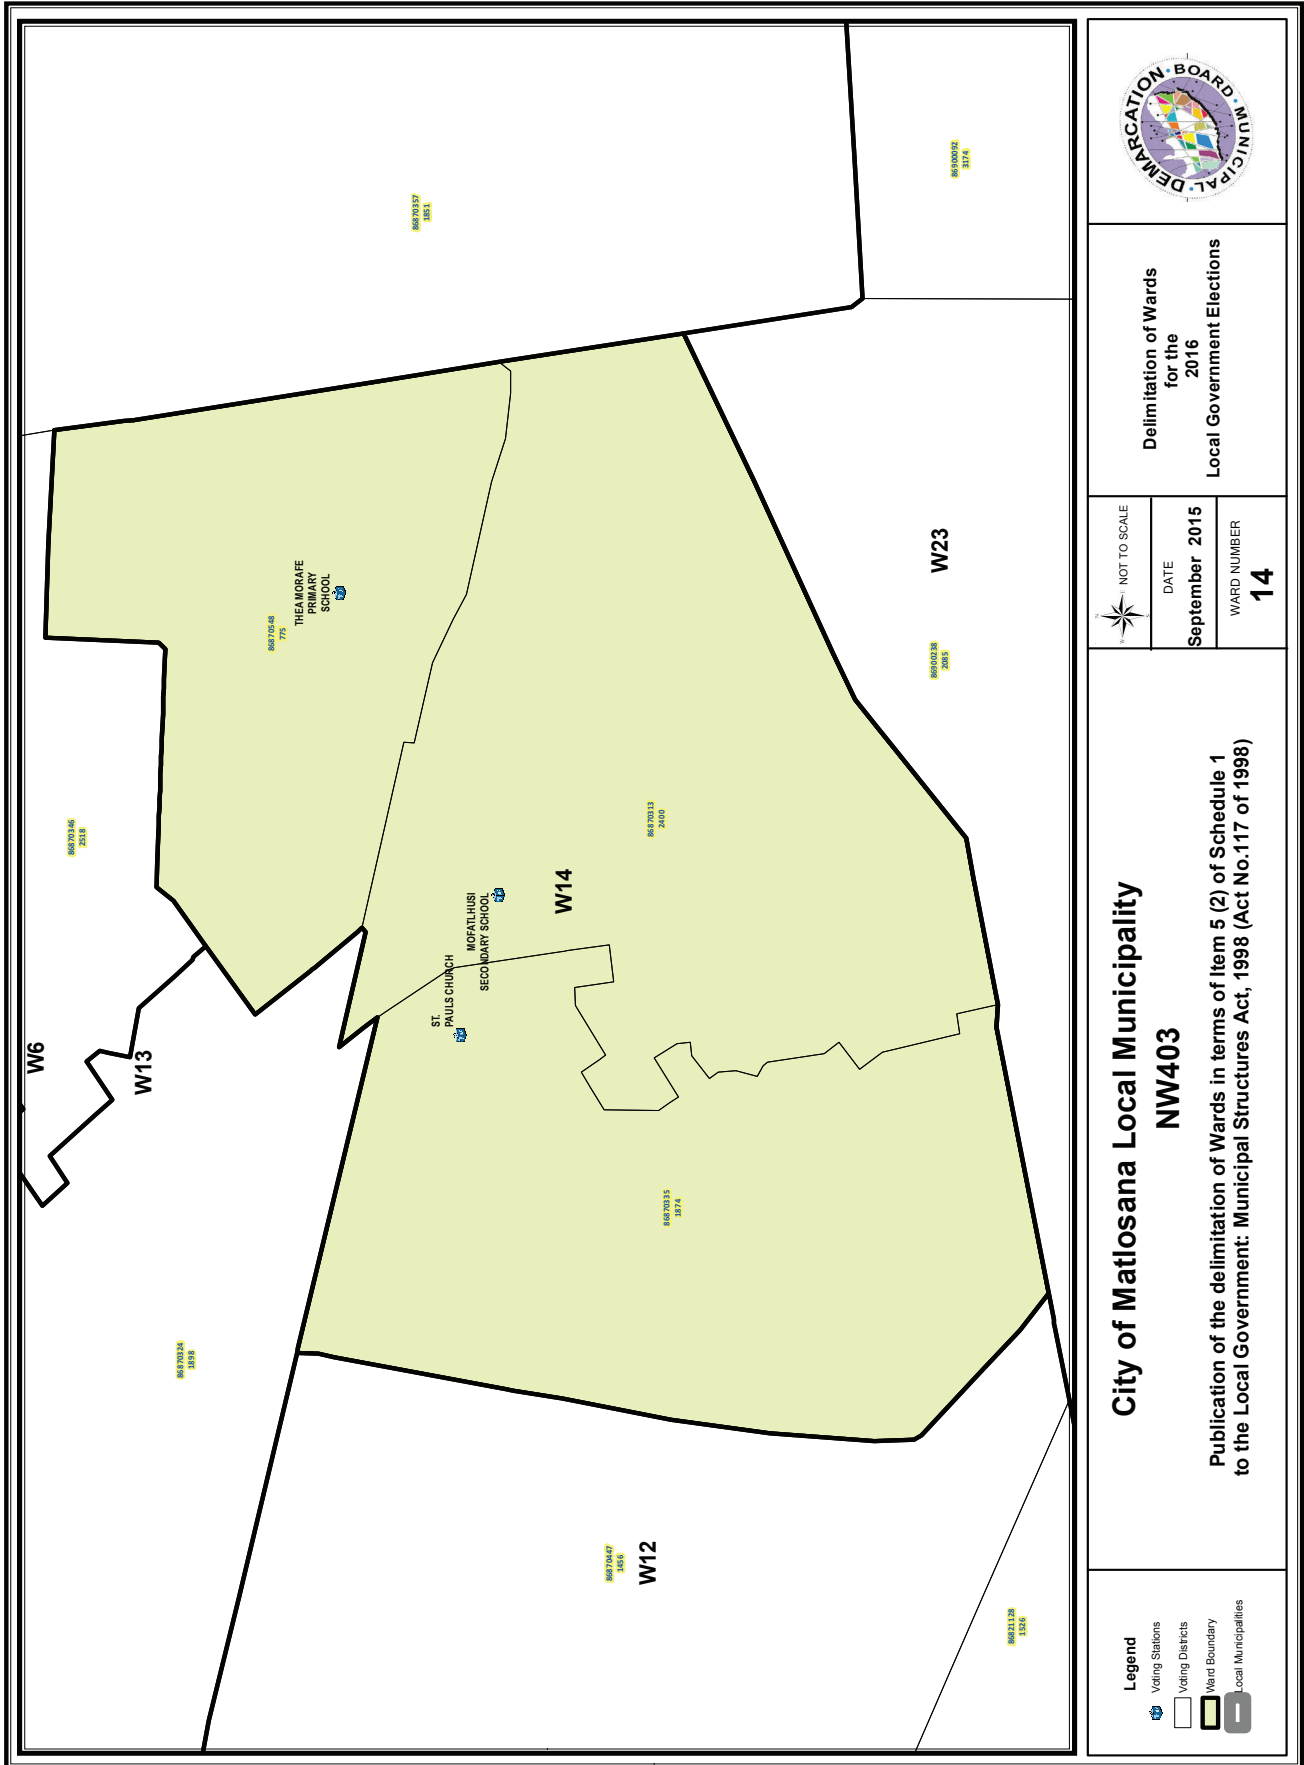 W6
W13
86870346
2518
86870324
1898
86870357
1851
86900092
3174
86870548
775
THEA MORAFE
PRIMARY
SCHOOL
ST.
PAULS CHURCH
MOFATLHUSI
SECONDARY SCHOOL
W14
86870313
2400
86870335
1874
W23
86900238
2085
86870447
1456
W12
86821128
1526
Legend
Voting Stations
Voting Districts
Ward Boundary
Local Municipalities
City of Matlosana Local Municipality
NW403
Publication of the delimitation of Wards in terms of Item 5 (2) of Schedule 1
to the Local Government: Municipal Structures Act, 1998 (Act No.117 of 1998)
N
W
E
S
NOT TO SCALE
DATE
September 2015
WARD NUMBER
14
Delimitation of Wards
for the
2016
Local Government Elections
MUNICIPAL • DEMARCATION • BOARD •